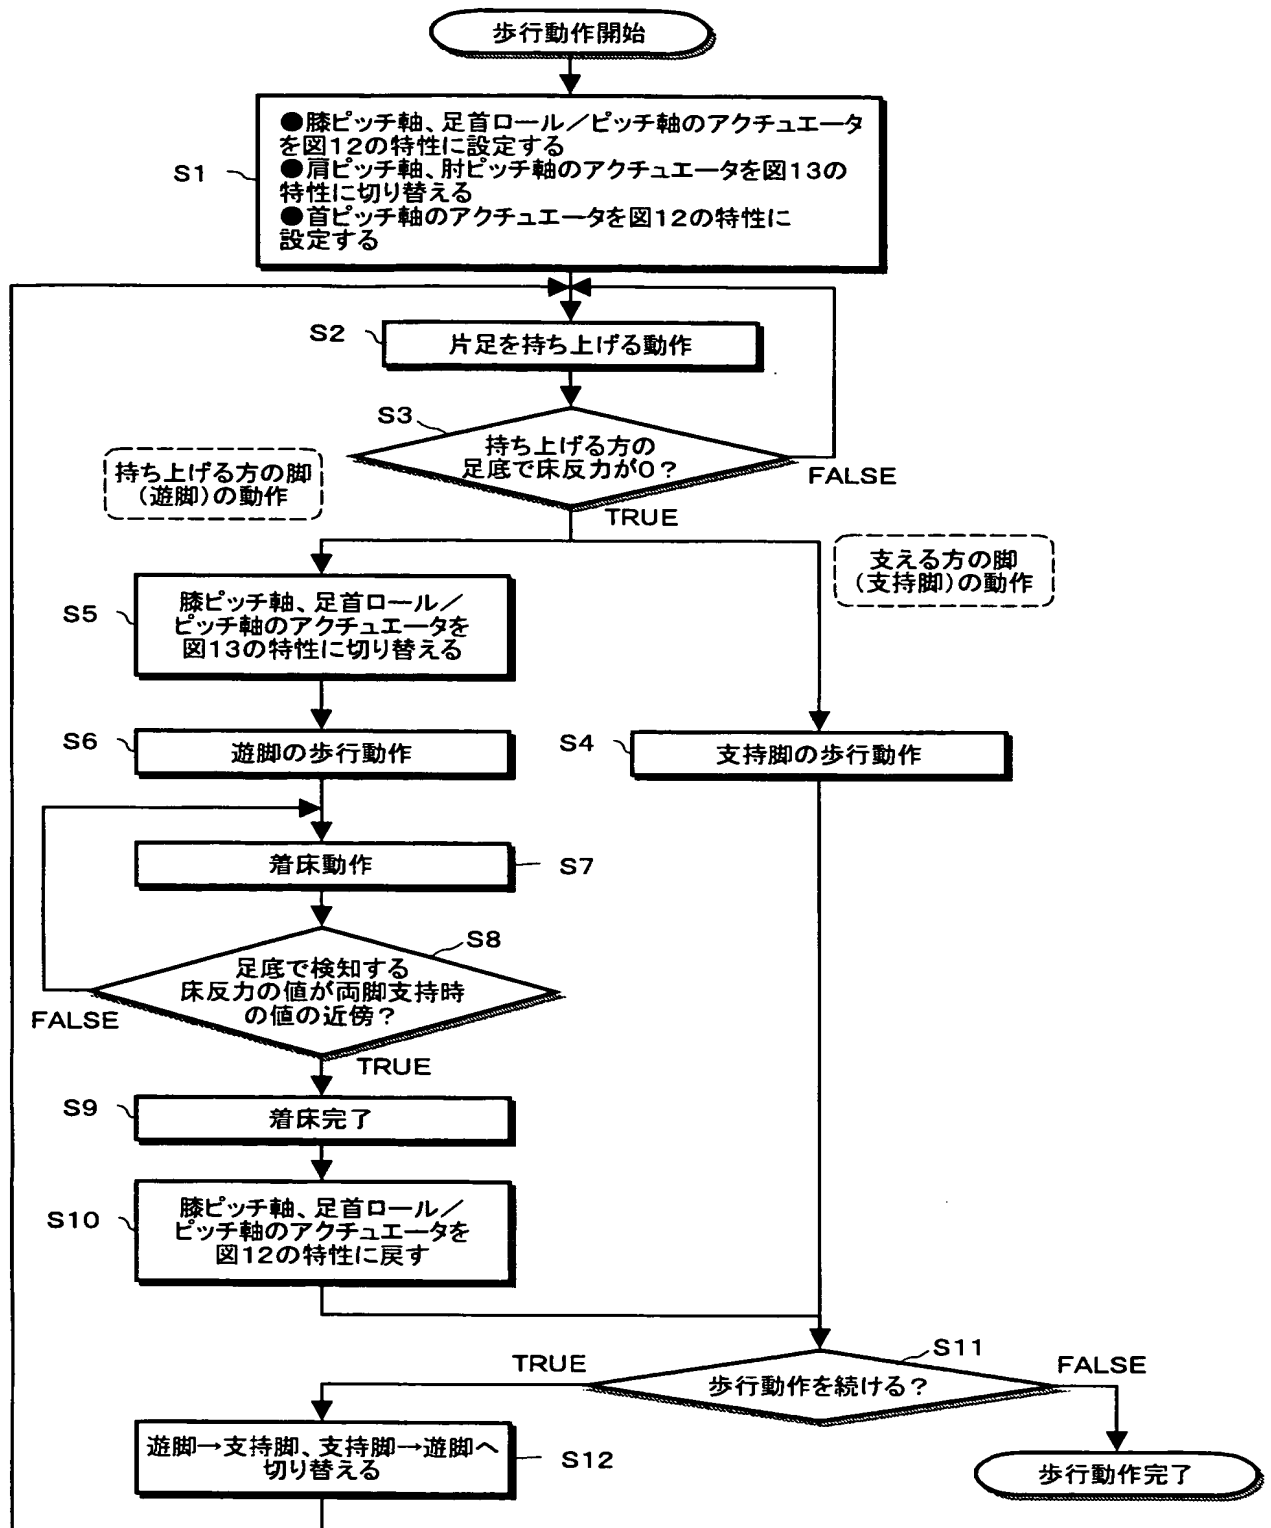 歩行動作開始
S1
●膝ピッチ軸、足首ロール／ピッチ軸のアクチュエータ
を図12の特性に設定する
●肩ピッチ軸、肘ピッチ軸のアクチュエータを図13の
特性に切り替える
●首ピッチ軸のアクチュエータを図12の特性に
設定する
S2
片足を持ち上げる動作
S3
持ち上げる方の
足底で床反力が0？
FALSE
TRUE
持ち上げる方の脚
（遊脚）の動作
支える方の脚
（支持脚）の動作
S5
膝ピッチ軸、足首ロール／
ピッチ軸のアクチュエータを
図13の特性に切り替える
S6
遊脚の歩行動作
S4
支持脚の歩行動作
着床動作
S7
S8
足底で検知する
床反力の値が両脚支持時
の値の近傍？
FALSE
TRUE
S9
着床完了
S10
膝ピッチ軸、足首ロール／
ピッチ軸のアクチュエータを
図12の特性に戻す
S11
TRUE
歩行動作を続ける？
FALSE
遊脚→支持脚、支持脚→遊脚へ
切り替える
S12
歩行動作完了